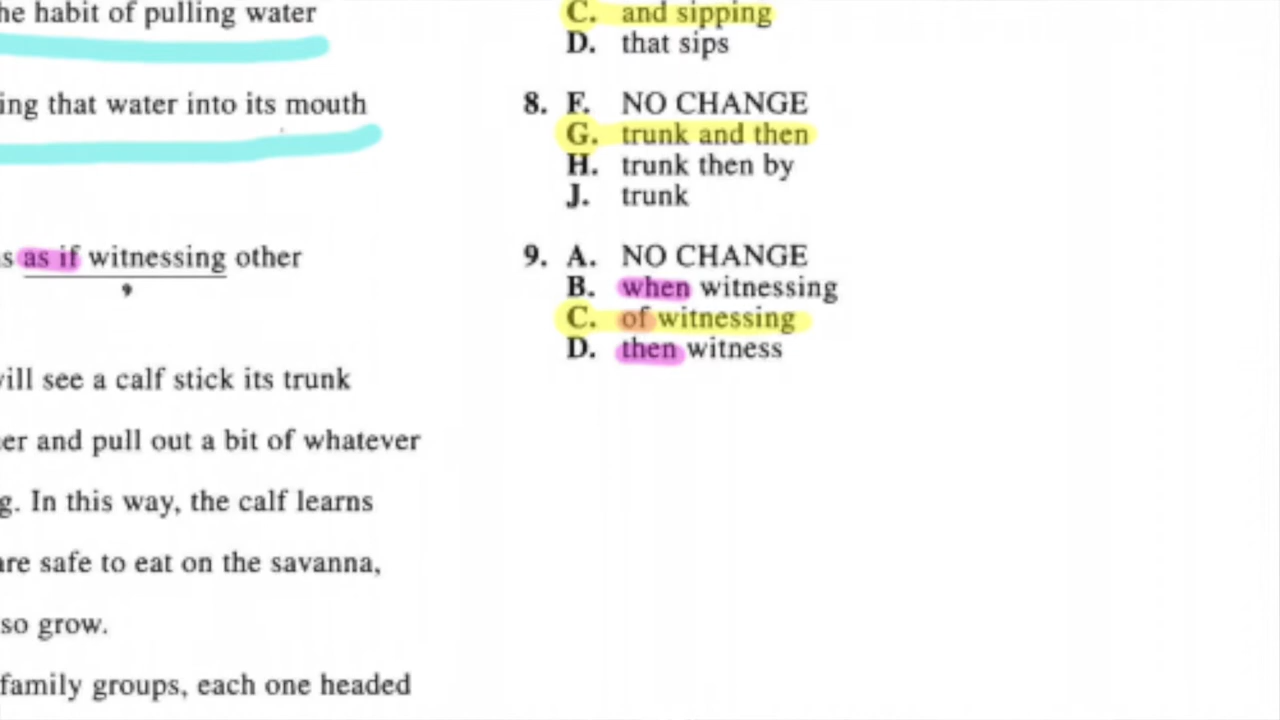 he habit of pulling water
ing that water into its mouth
s as if witnessing other
9
will see a calf stick its trunk
er and pull out a bit of whatever
g. In this way, the calf learns
are safe to eat on the savanna,
so grow.
family groups, each one headed
C. and sipping
D. that sips
8. F. NO CHANGE
G. trunk and then
H. trunk then by
J. trunk
9. A. NO CHANGE
B. when witnessing
C. of witnessing
D. then witness